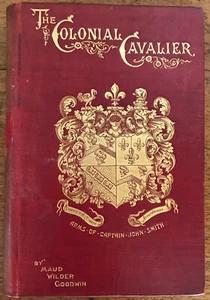 THE
COLONIAL
CAVALIER.
ARMS·OF·CAPTAIN·JOHN·SMITH
BY
MAUD
WILDER
GOODWIN